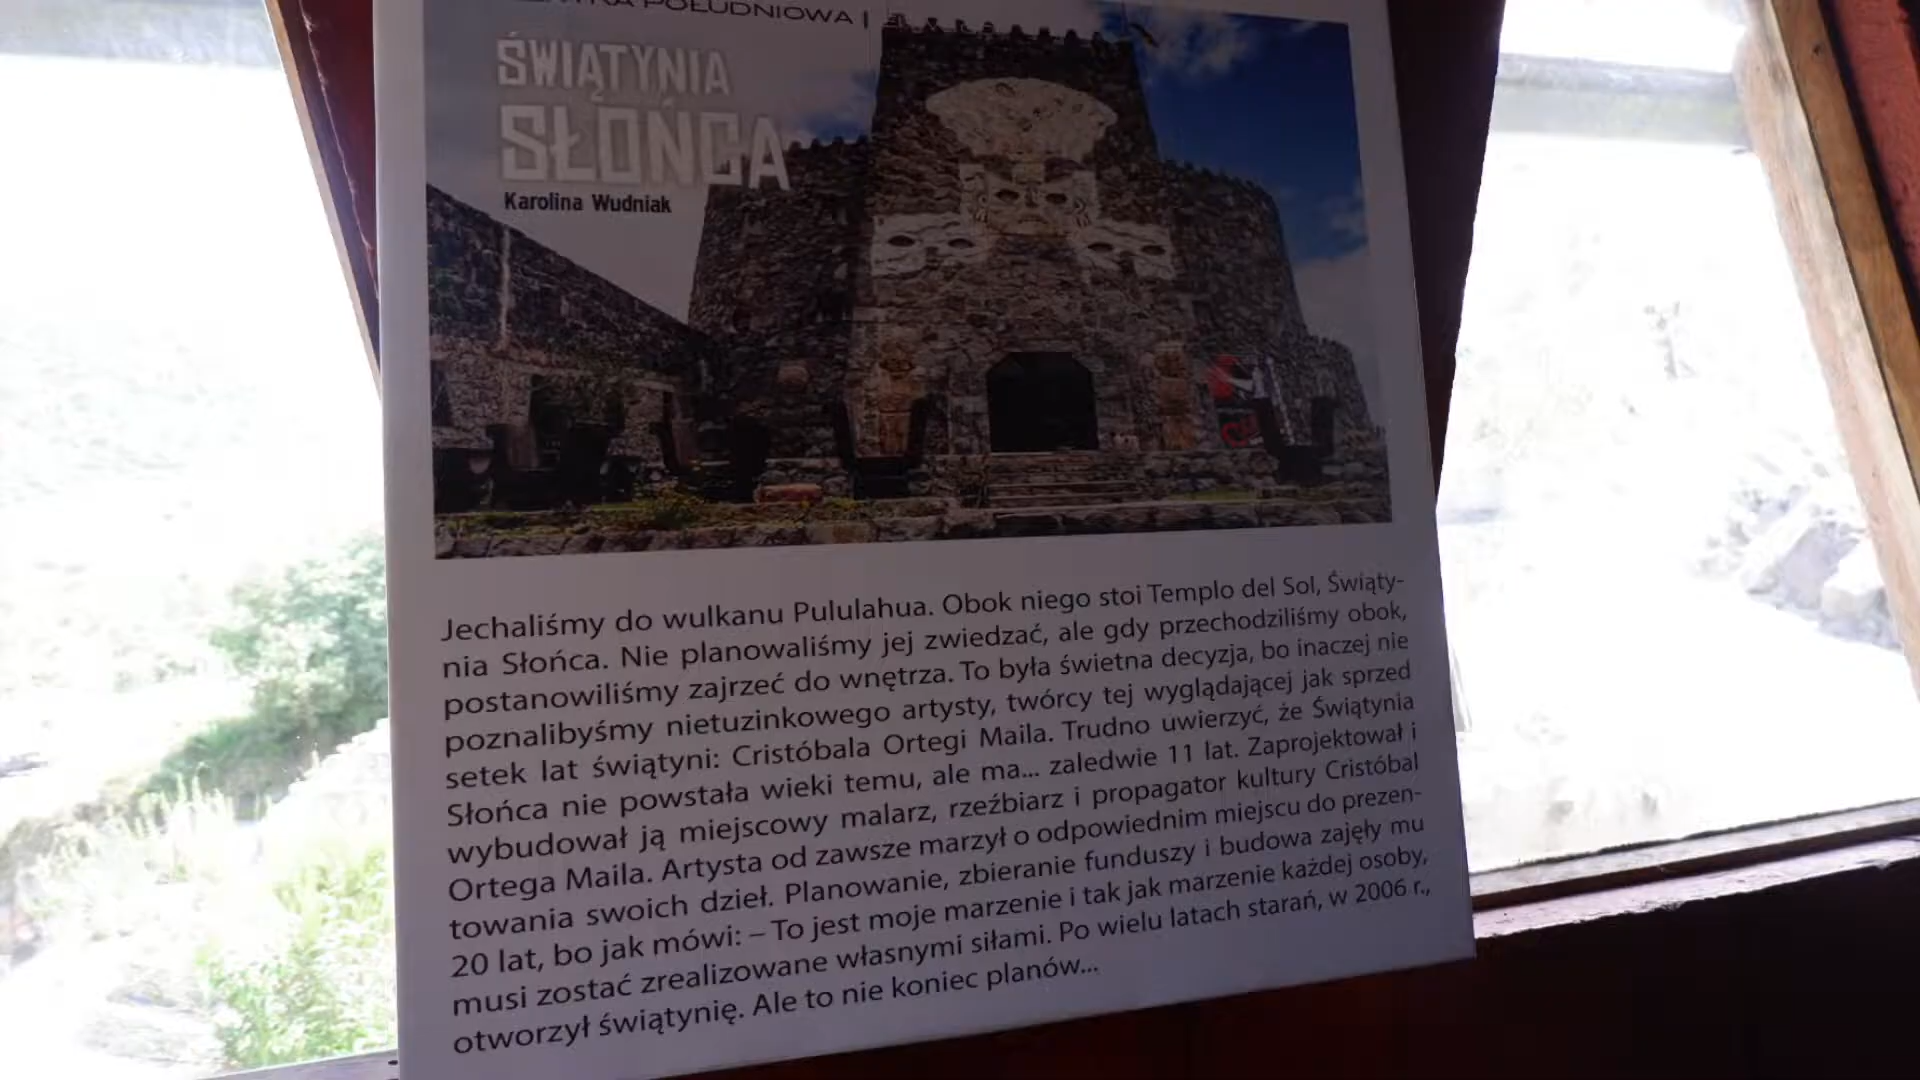 POŁUDNIOWA |
ŚWIĄTYNIA
SŁOŃCA
Karolina Wudniak
Jechaliśmy do wulkanu Pululahua. Obok niego stoi Templo del Sol, Święty-
nia Słońca. Nie planowaliśmy jej zwiedzać, ale gdy przechodziliśmy obok,
postanowiliśmy zajrzeć do wnętrza. To była świetna decyzja, bo inaczej nie
poznalibyśmy nietuzinkowego artysty, twórcy tej wyglądającej jak sprzed
setek lat świątyni: Cristóbala Ortegi Maila. Trudno uwierzyć, że Świątynia
Słońca nie powstała wieki temu, ale ma... zaledwie 11 lat. Zaprojektował i
wybudował ją miejscowy malarz, rzeźbiarz i propagator kultury Cristóbal
Ortega Maila. Artysta od zawsze marzył o odpowiednim miejscu do prezen-
towania swoich dzieł. Planowanie, zbieranie funduszy i budowa zajęły mu
20 lat, bo jak mówi: – To jest moje marzenie i tak jak marzenie każdej osoby,
musi zostać zrealizowane własnymi siłami. Po wielu latach starań, w 2006 r.,
otworzył świątynię. Ale to nie koniec planów...